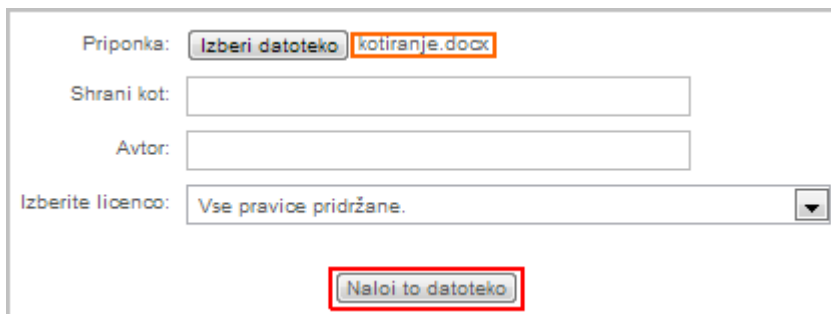 Priponka: Izberi datoteko kotiranje.docx
Shrani kot:
Avtor:
Izberite licenco: Vse pravice pridržane.
Naloi to datoteko